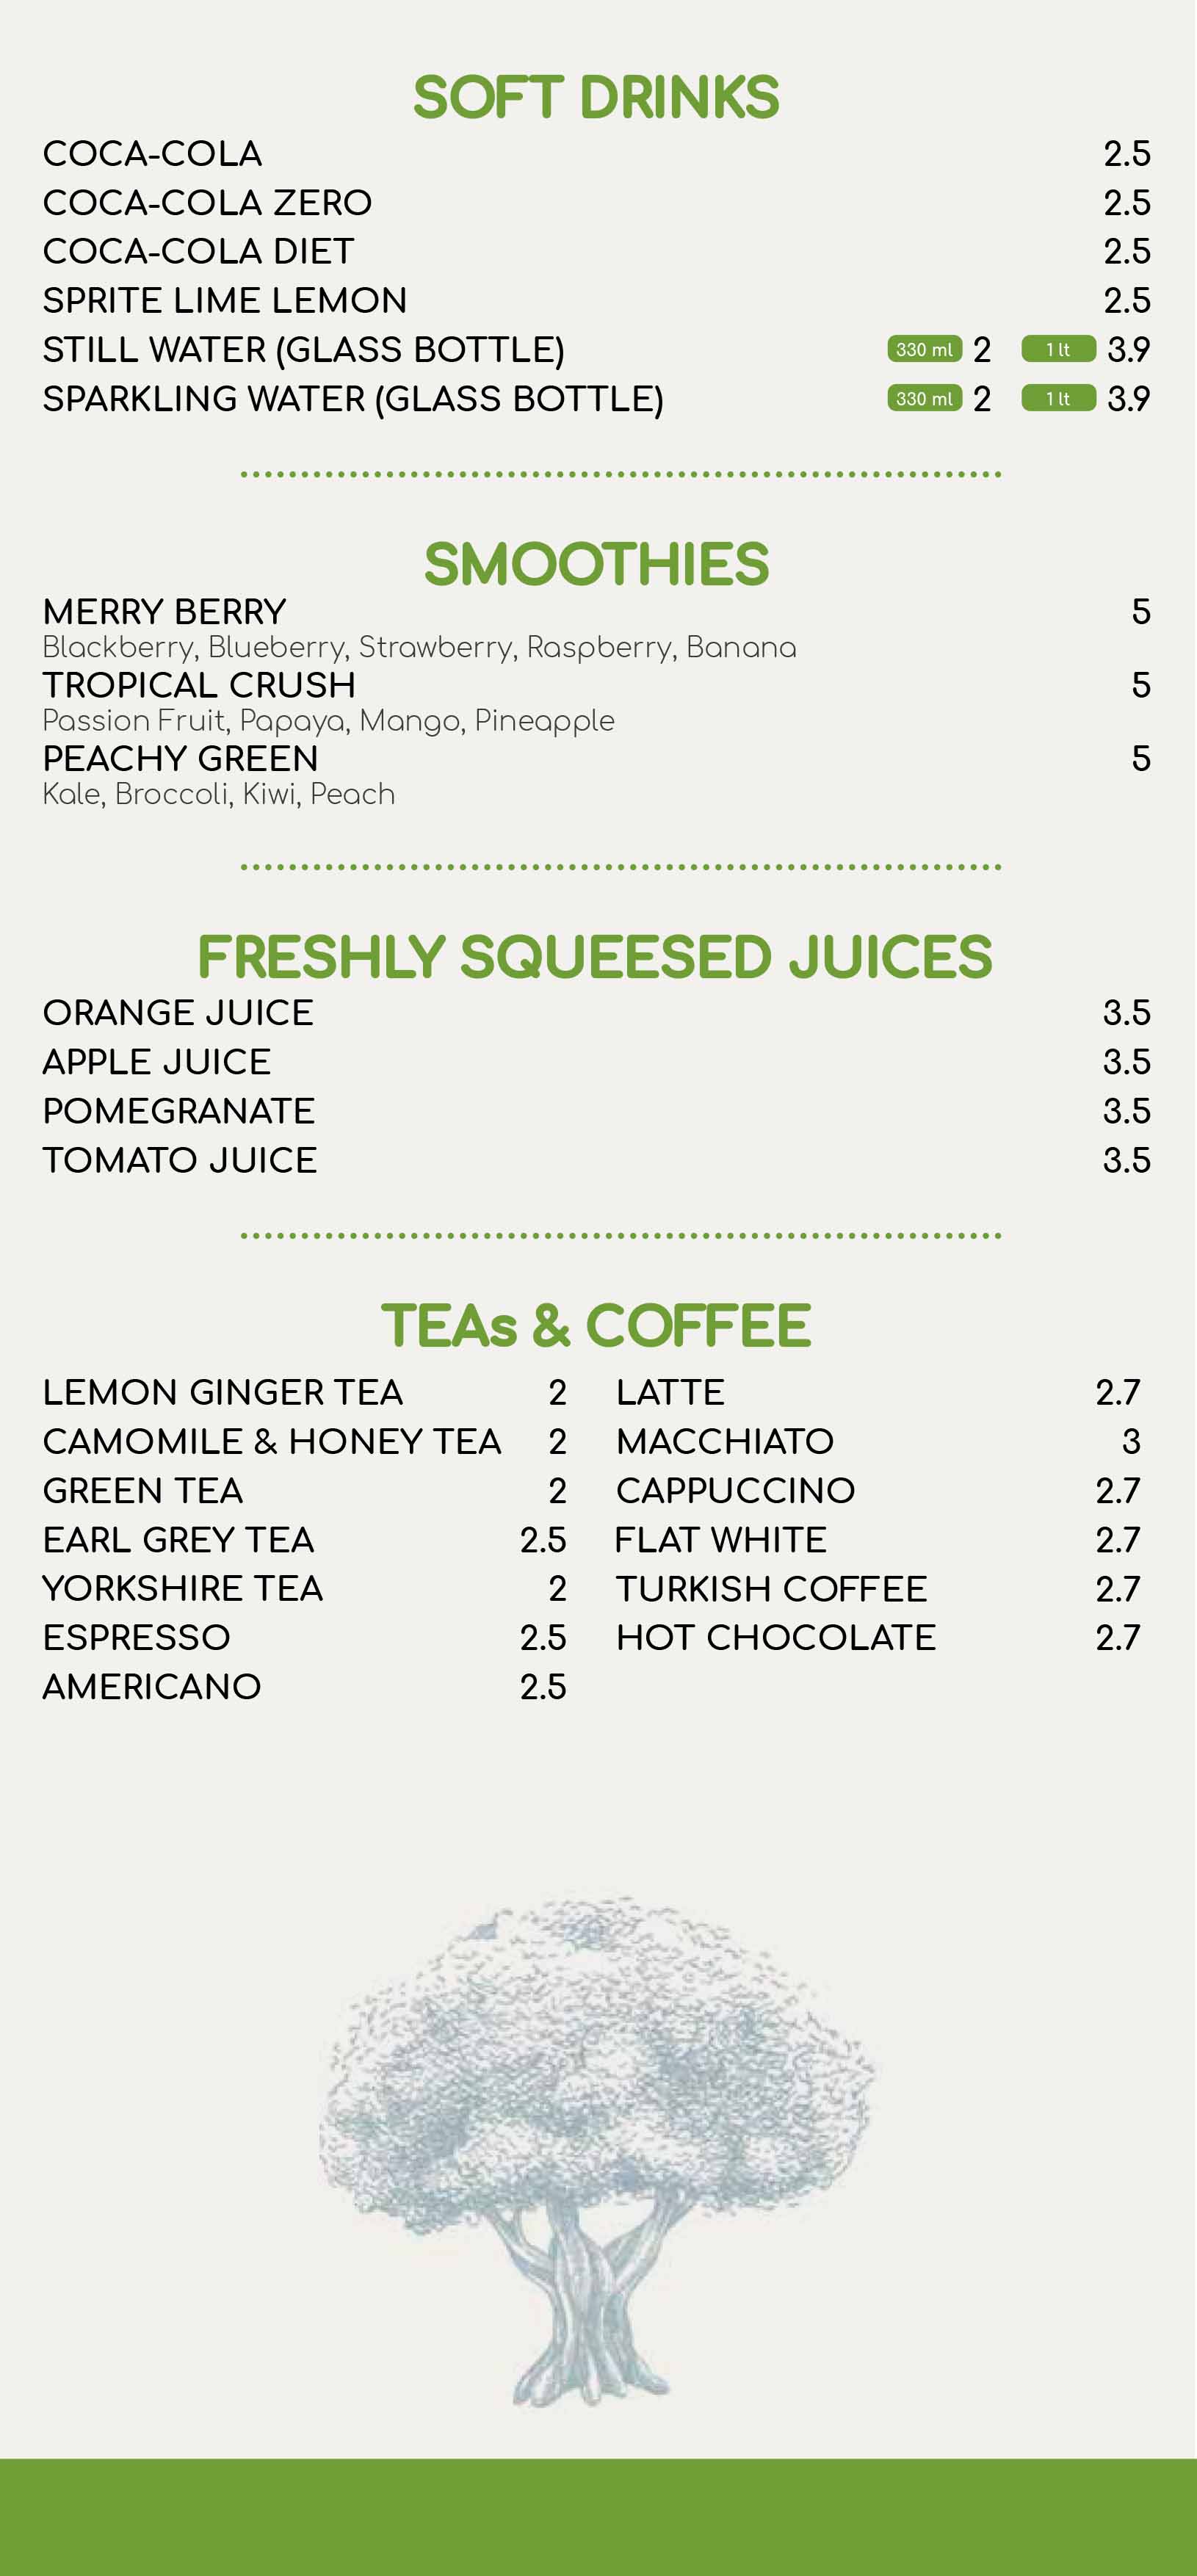 SOFT DRINKS
COCA-COLA 2.5
COCA-COLA ZERO 2.5
COCA-COLA DIET 2.5
SPRITE LIME LEMON 2.5
STILL WATER (GLASS BOTTLE) 330 ml 2 1 lt 3.9
SPARKLING WATER (GLASS BOTTLE) 330 ml 2 1 lt 3.9
SMOOTHIES
MERRY BERRY 5
Blackberry, Blueberry, Strawberry, Raspberry, Banana
TROPICAL CRUSH 5
Passion Fruit, Papaya, Mango, Pineapple
PEACHY GREEN 5
Kale, Broccoli, Kiwi, Peach
FRESHLY SQUEESED JUICES
ORANGE JUICE 3.5
APPLE JUICE 3.5
POMEGRANATE 3.5
TOMATO JUICE 3.5
TEAs & COFFEE
LEMON GINGER TEA 2
CAMOMILE & HONEY TEA 2
GREEN TEA 2
EARL GREY TEA 2.5
YORKSHIRE TEA 2
ESPRESSO 2.5
AMERICANO 2.5
LATTE 2.7
MACCHIATO 3
CAPPUCCINO 2.7
FLAT WHITE 2.7
TURKISH COFFEE 2.7
HOT CHOCOLATE 2.7